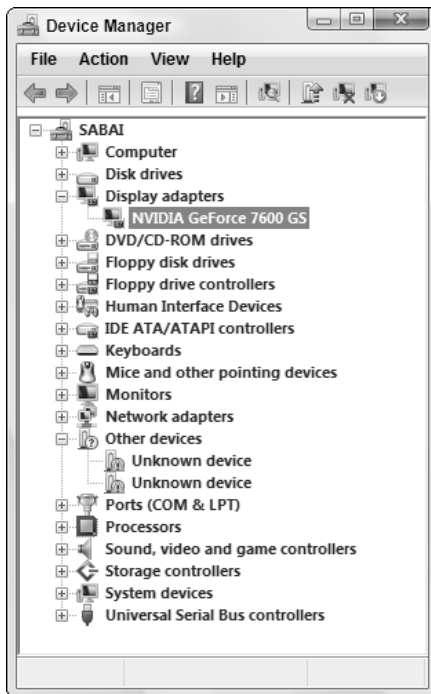 Device Manager
File Action View Help
SABAI
Computer
Disk drives
Display adapters
NVIDIA GeForce 7600 GS
DVD/CD-ROM drives
Floppy disk drives
Floppy drive controllers
Human Interface Devices
IDE ATA/ATAPI controllers
Keyboards
Mice and other pointing devices
Monitors
Network adapters
Other devices
Unknown device
Unknown device
Ports (COM & LPT)
Processors
Sound, video and game controllers
Storage controllers
System devices
Universal Serial Bus controllers